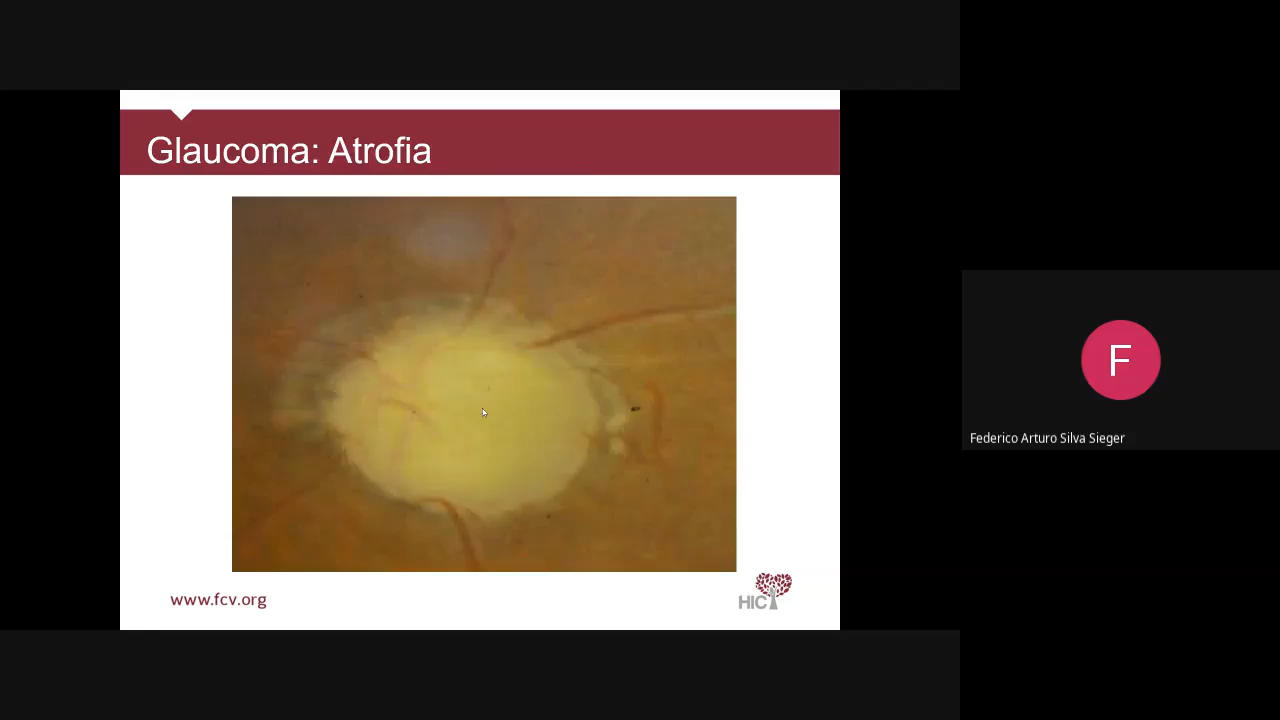 Glaucoma: Atrofia
www.fcv.org
HIC
F
Federico Arturo Silva Sieger